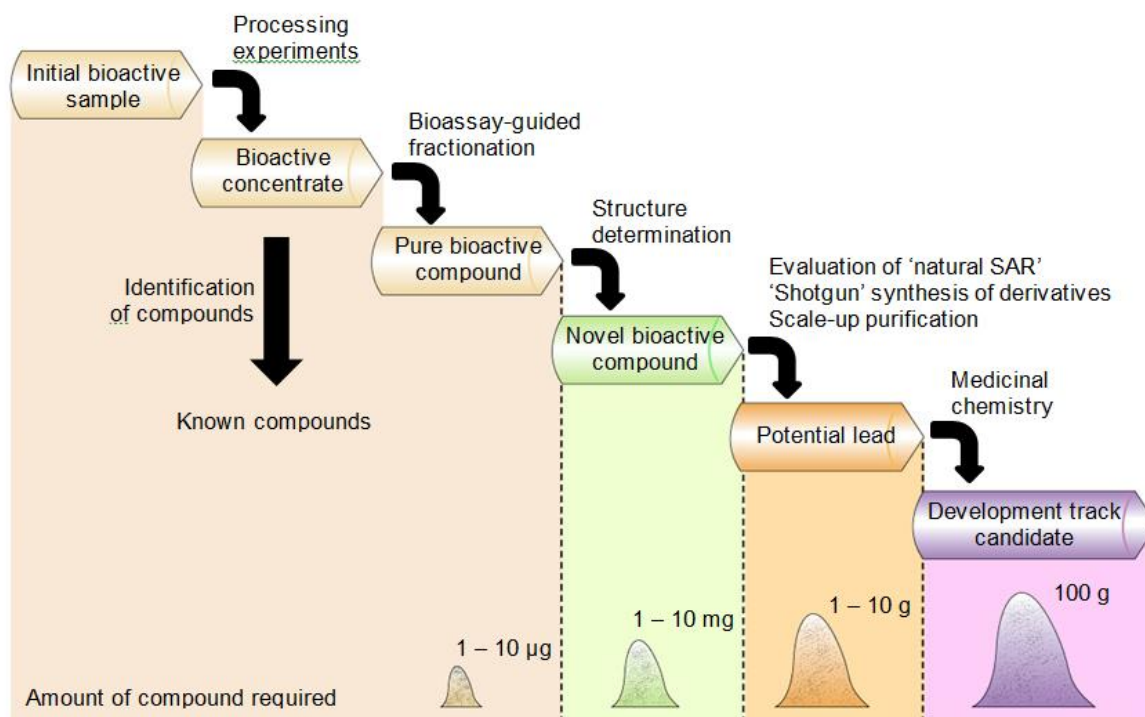 Processing
experiments
Initial bioactive
sample
Bioassay-guided
fractionation
Bioactive
concentrate
Structure
determination
Pure bioactive
compound
Identification
of compounds
Evaluation of ‘natural SAR’
‘Shotgun’ synthesis of derivatives
Scale-up purification
Novel bioactive
compound
Known compounds
Medicinal
chemistry
Potential lead
Development track
candidate
1 – 10 µg
1 – 10 mg
1 – 10 g
100 g
Amount of compound required